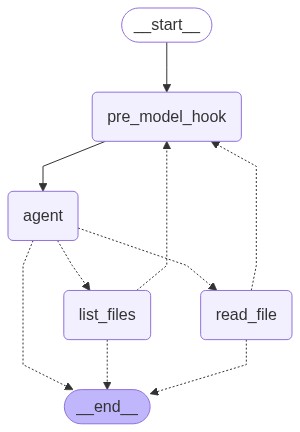 __start__
pre_model_hook
agent
list_files
read_file
__end__